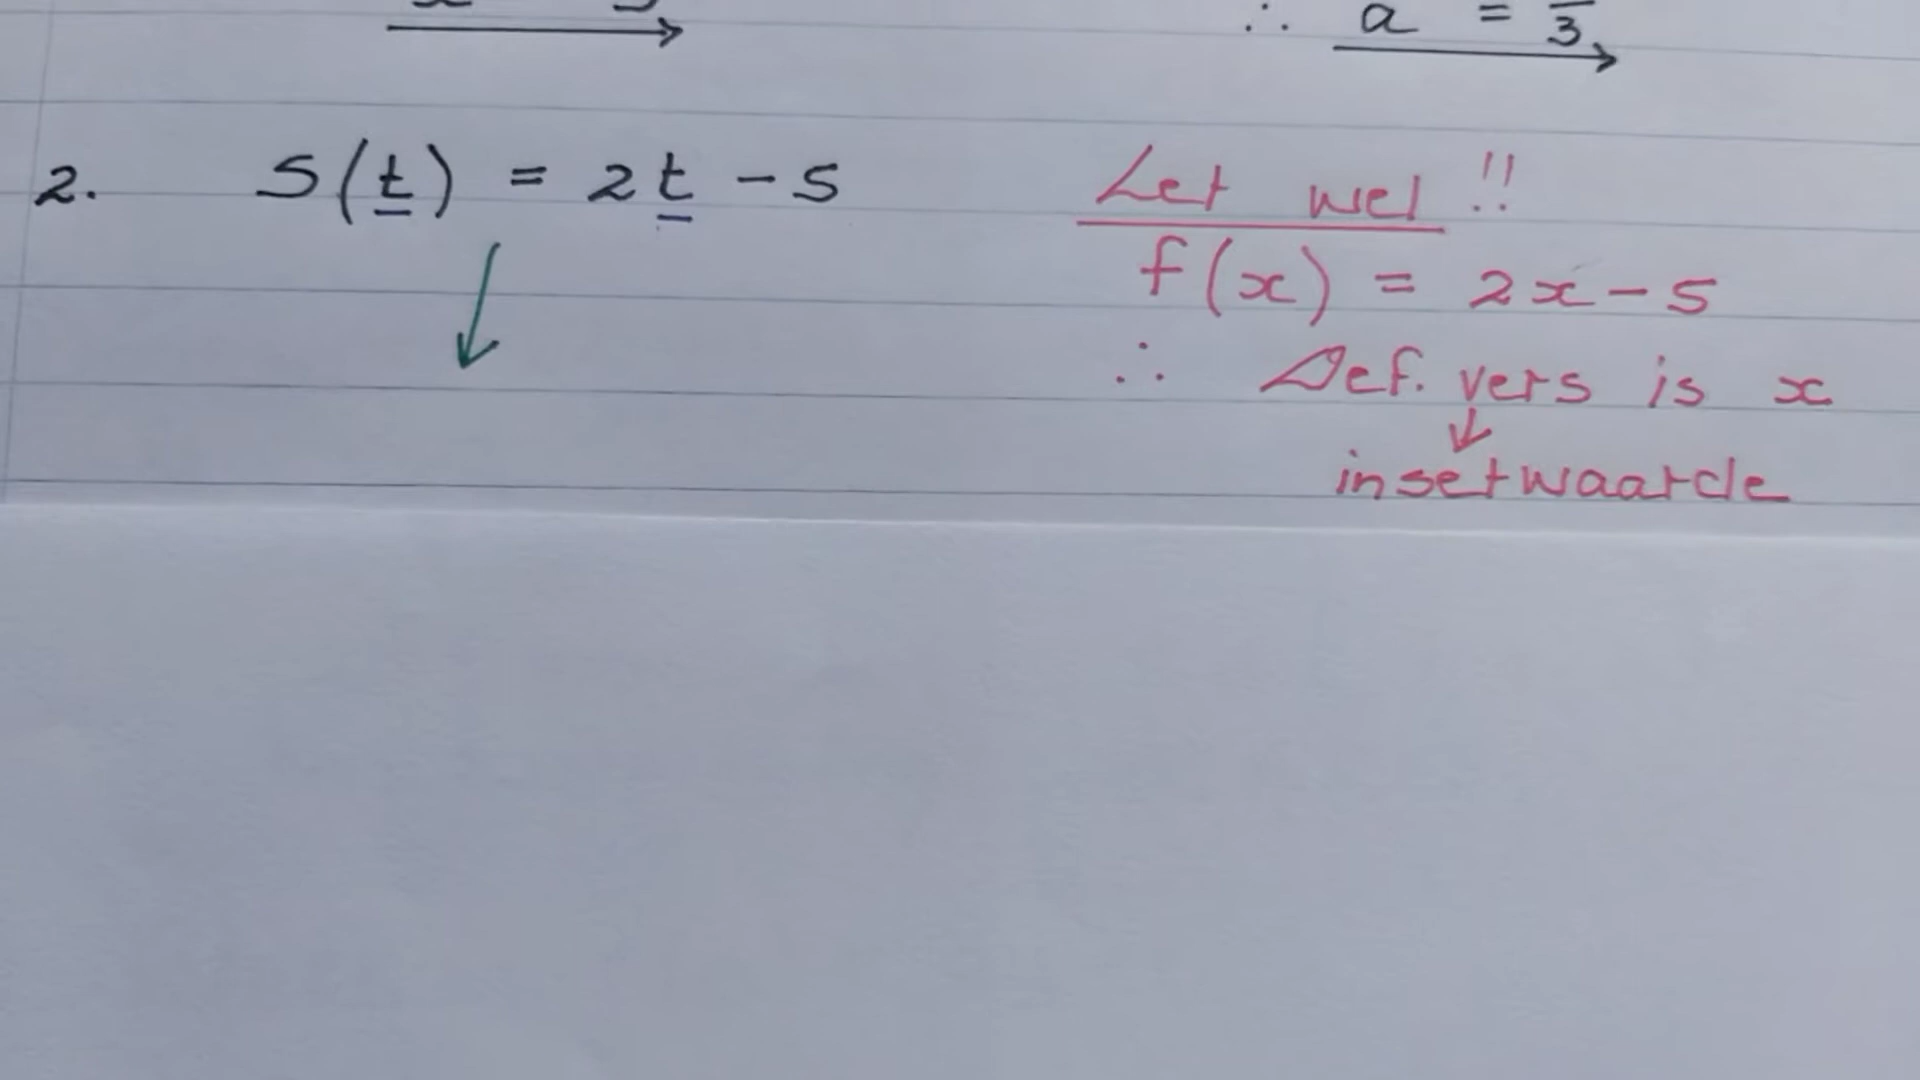 ∴ a = 3
2. S(t) = 2t - 5
Let wel !!
f(x) = 2x - 5
∴ Def. vers is x
↓
insetwaarde